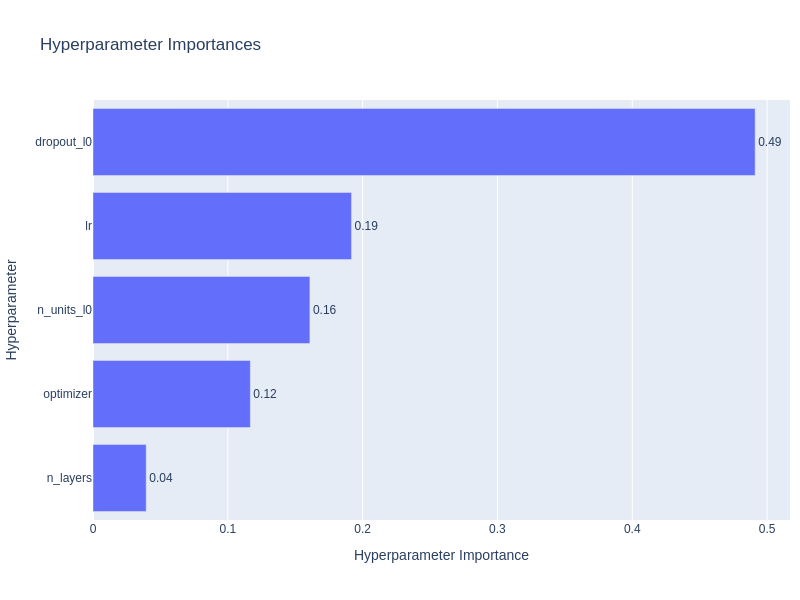 Hyperparameter Importances
dropout_l0
0.49
lr
0.19
n_units_l0
0.16
optimizer
0.12
n_layers
0.04
Hyperparameter
0 0.1 0.2 0.3 0.4 0.5
Hyperparameter Importance